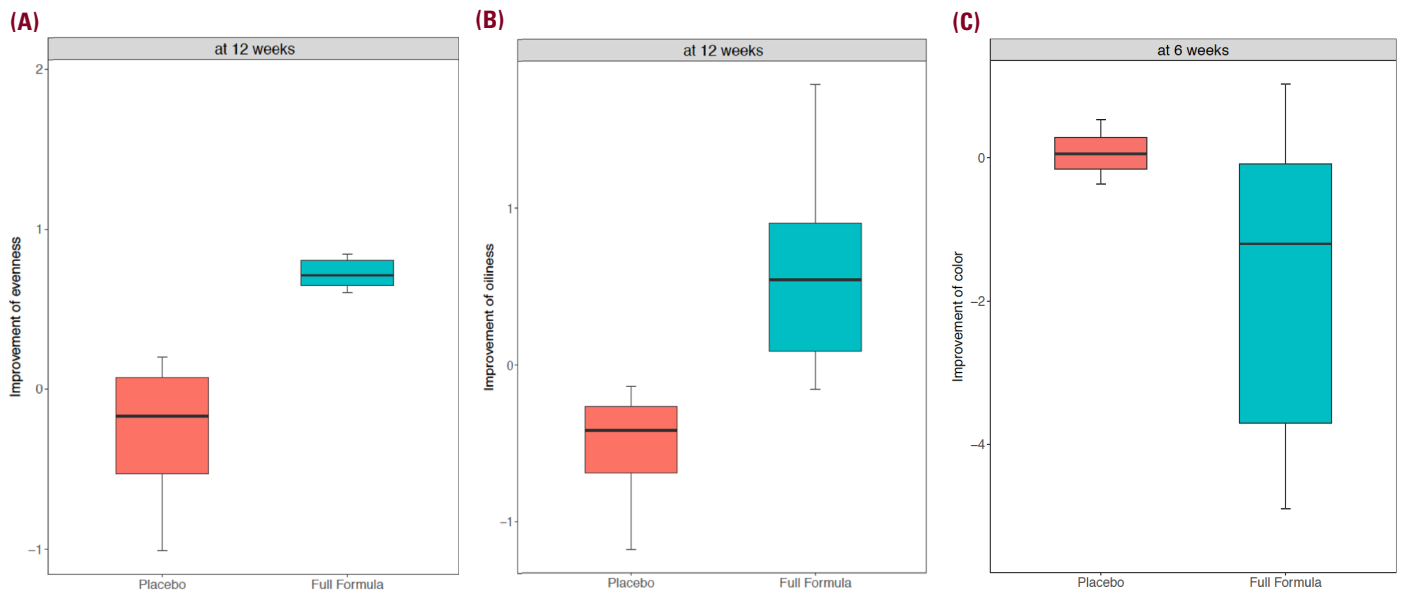 (A)
at 12 weeks
Improvement of evenness
2
1
0
−1
Placebo
Full Formula
(B)
at 12 weeks
Improvement of oiliness
1
0
−1
Placebo
Full Formula
(C)
at 6 weeks
Improvement of color
0
−2
−4
Placebo
Full Formula